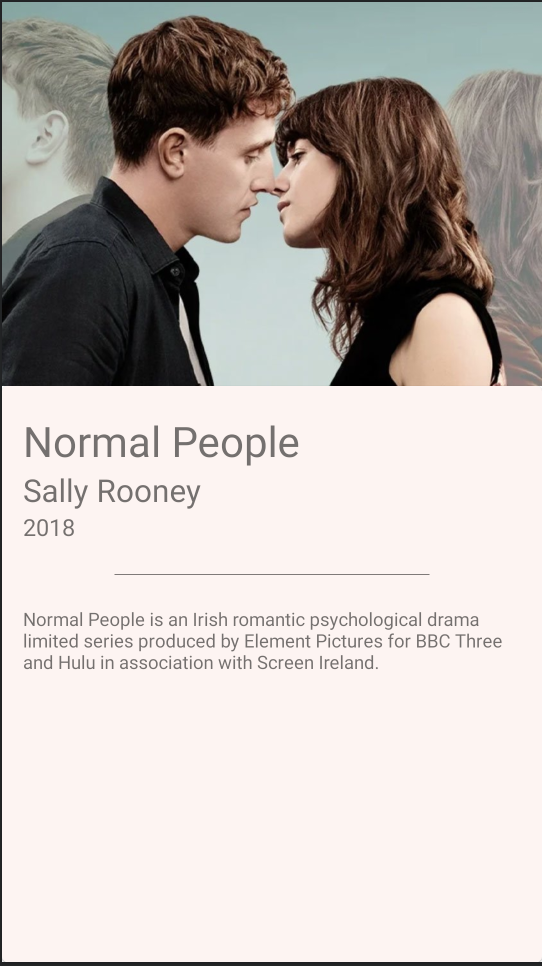 Normal People
Sally Rooney
2018
Normal People is an Irish romantic psychological drama
limited series produced by Element Pictures for BBC Three
and Hulu in association with Screen Ireland.